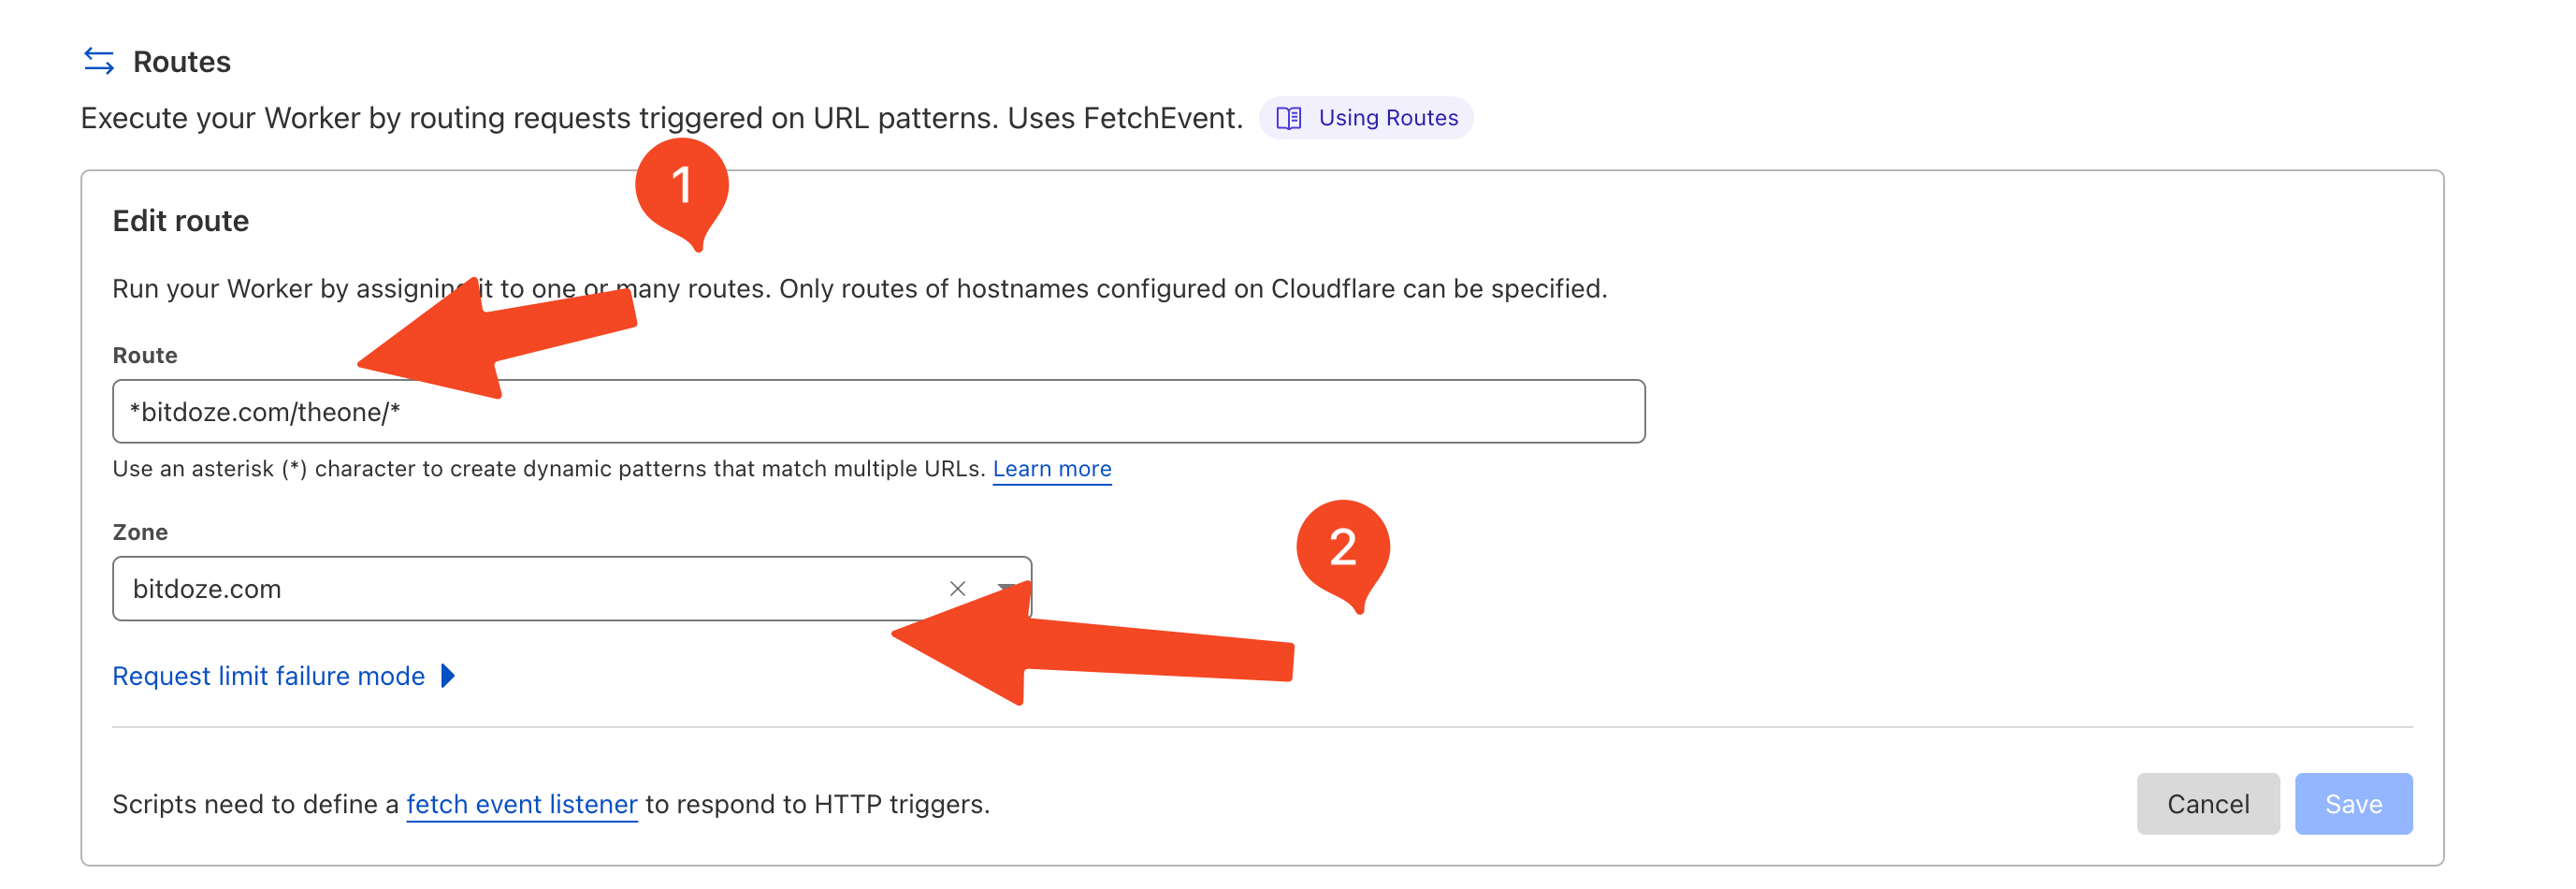 Routes
Execute your Worker by routing requests triggered on URL patterns. Uses FetchEvent. Using Routes
1
Edit route
Run your Worker by assigning it to one or many routes. Only routes of hostnames configured on Cloudflare can be specified.
Route
*bitdoze.com/theone/*
Use an asterisk (*) character to create dynamic patterns that match multiple URLs. Learn more
Zone
2
bitdoze.com
Request limit failure mode
Scripts need to define a fetch event listener to respond to HTTP triggers.
Cancel Save